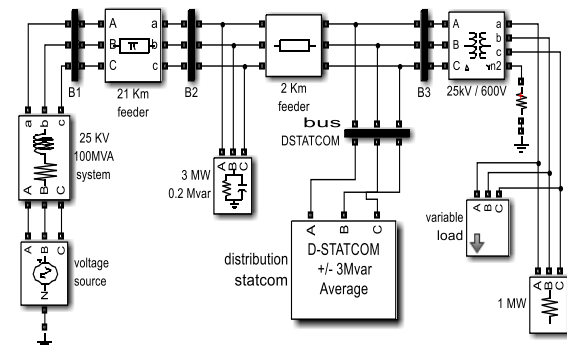 A
B
C
a
b
c
B1
π
21 Km
feeder
B2
2 Km
feeder
B3
A
B
C
a
b
c
n2
25kV / 600V
a b c
25 KV
100MVA
system
A B C
A B C
3 MW
0.2 Mvar
bus
DSTATCOM
A B C
D-STATCOM
+/- 3Mvar
Average
distribution
statcom
A B C
variable
load
A B C
1 MW
A B C
N
voltage
source